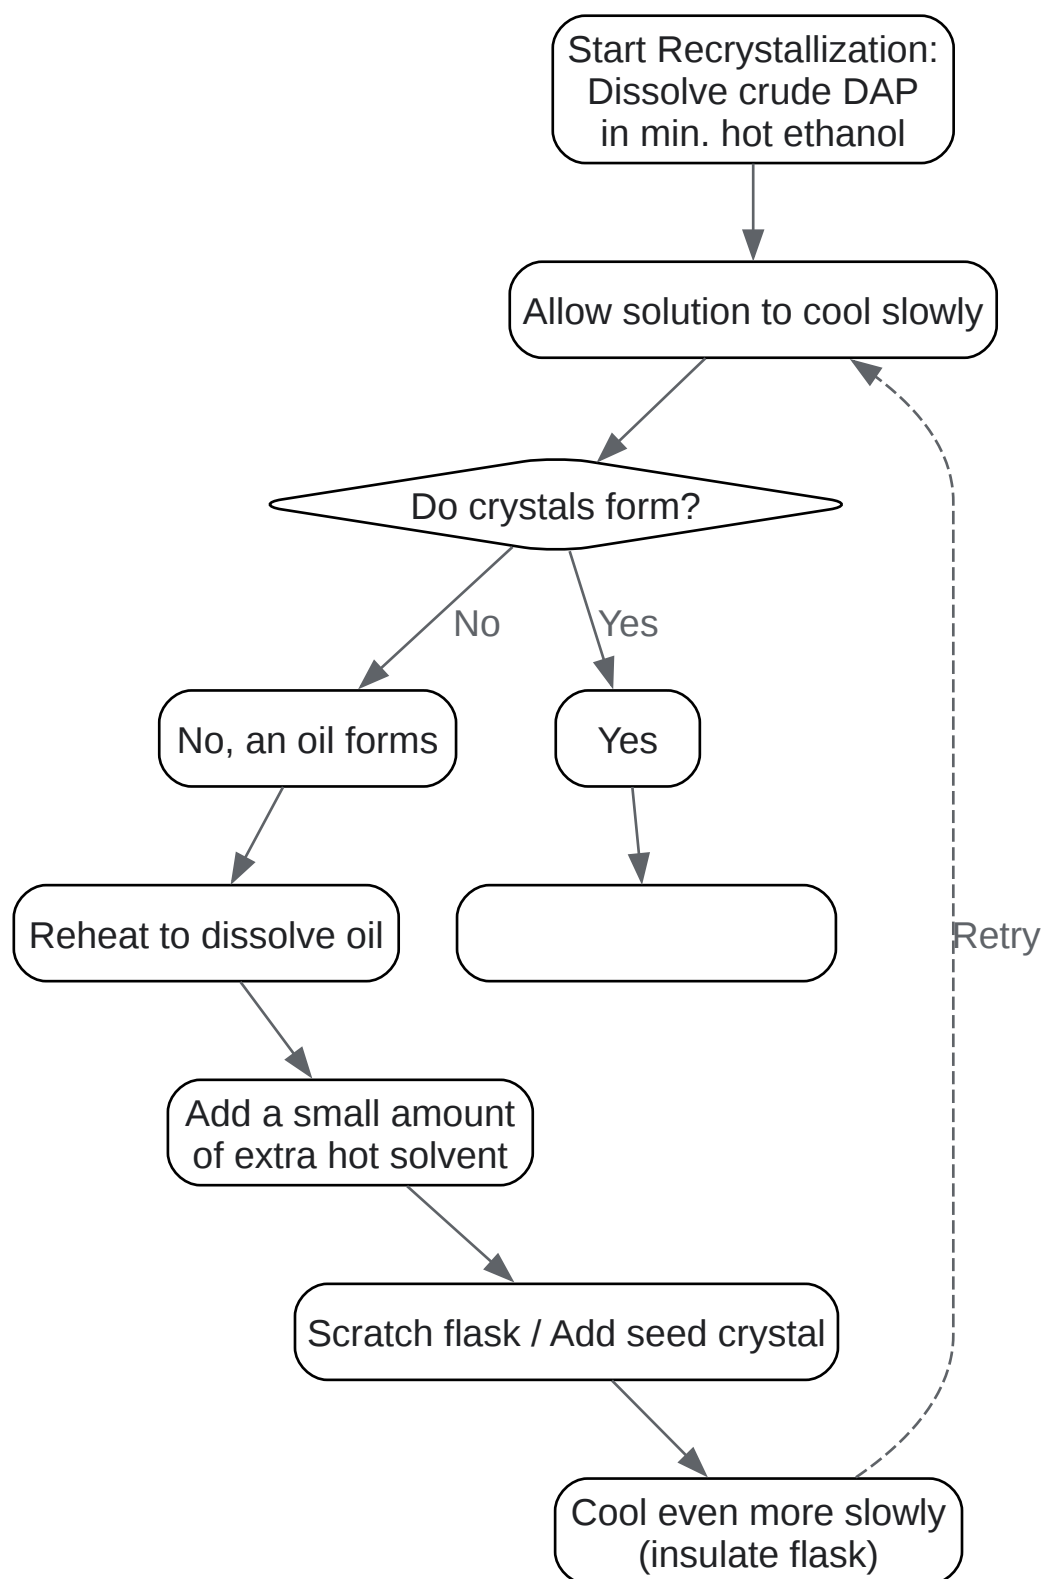 Start Recrystallization:
Dissolve crude DAP
in min. hot ethanol
Allow solution to cool slowly
Do crystals form?
No
Yes
No, an oil forms
Yes
Reheat to dissolve oil
Retry
Add a small amount
of extra hot solvent
Scratch flask / Add seed crystal
Cool even more slowly
(insulate flask)